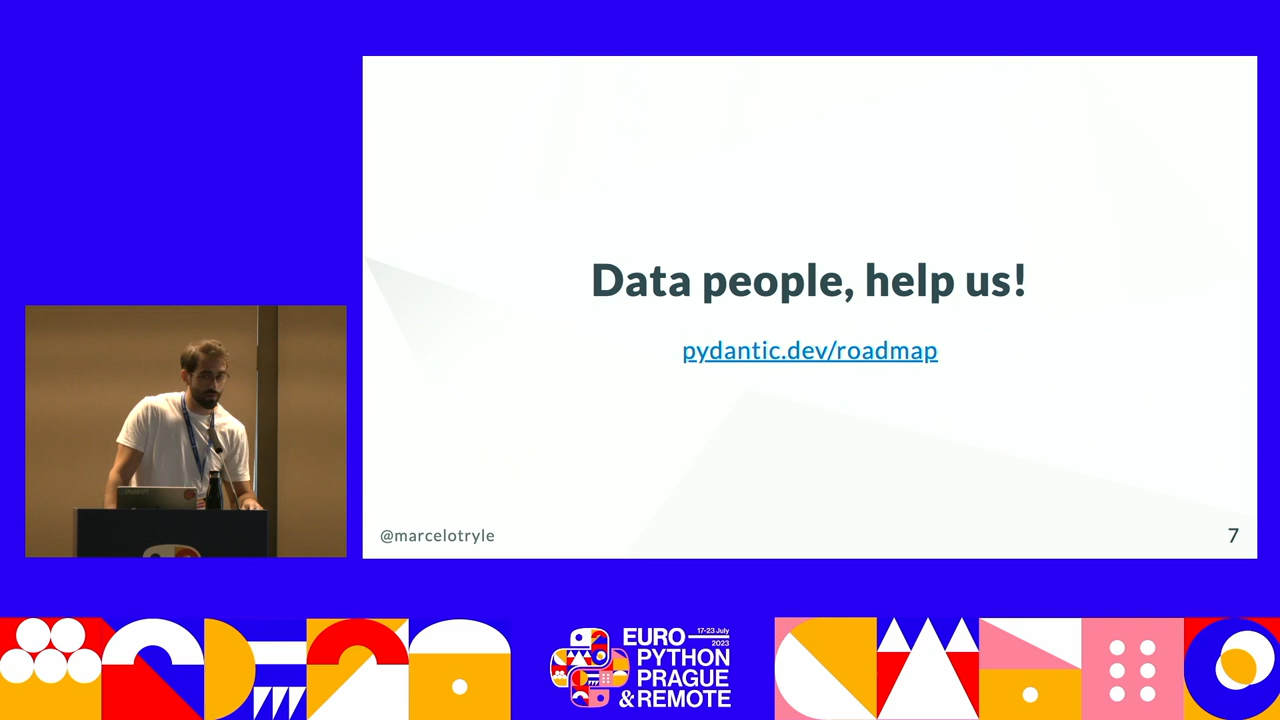 Data people, help us!
pydantic.dev/roadmap
@marcelotryle
7
EURO
17-23 July
2023
PYTHON
PRAGUE
& REMOTE